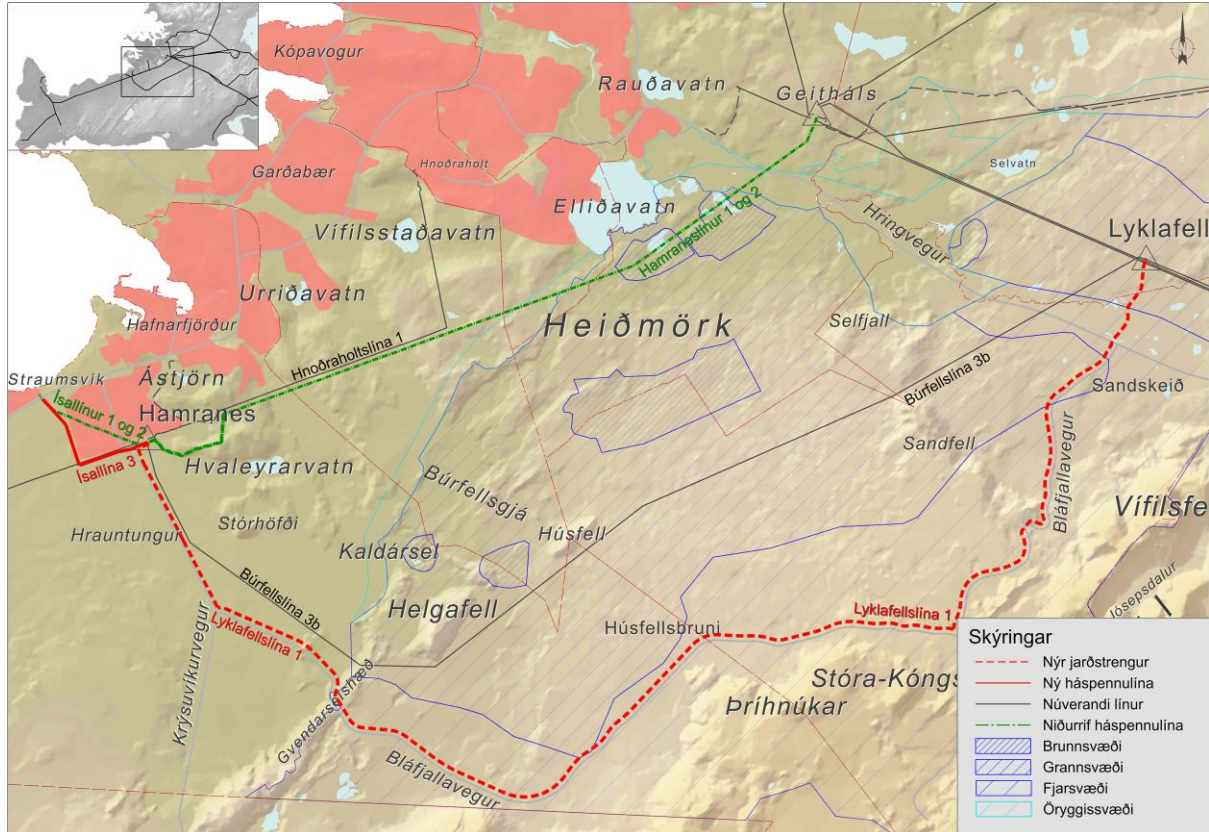 Kópavogur
Rauðavatn
Geitháls
N
Hnoðraholt
Selvatn
Garðabær
Elliðavatn
Hamraneslínur 1 og 2
Hringvegur
Vífilsstaðavatn
Lyklafell
Urriðavatn
Heiðmörk
Selfjall
Hafnarfjörður
Hnoðraholtslína 1
Búrfellslína 3b
Straumsvík
Ástjörn
Sandskeið
Ísallínur 1 og 2
Hamranes
Sandfell
Bláfjallavegur
Ísallína 3
Hvaleyrarvatn
Búrfellsgjá
Vífilsfe
Stórhöfði
Hrauntungur
Húsfell
Kaldársel
Búrfellslína 3b
Helgafell
Jósepsdalur
Lyklafellslína 1
Húsfellsbruni
Lyklafellslína 1
Krýsuvíkurvegur
Gvendarselshæð
Stóra-Kóngs
Þríhnúkar
Bláfjallavegur
Skýringar
Nýr jarðstrengur
Ný háspennulína
Núverandi línur
Niðurrif háspennulína
Brunnsvæði
Grannsvæði
Fjarsvæði
Öryggissvæði